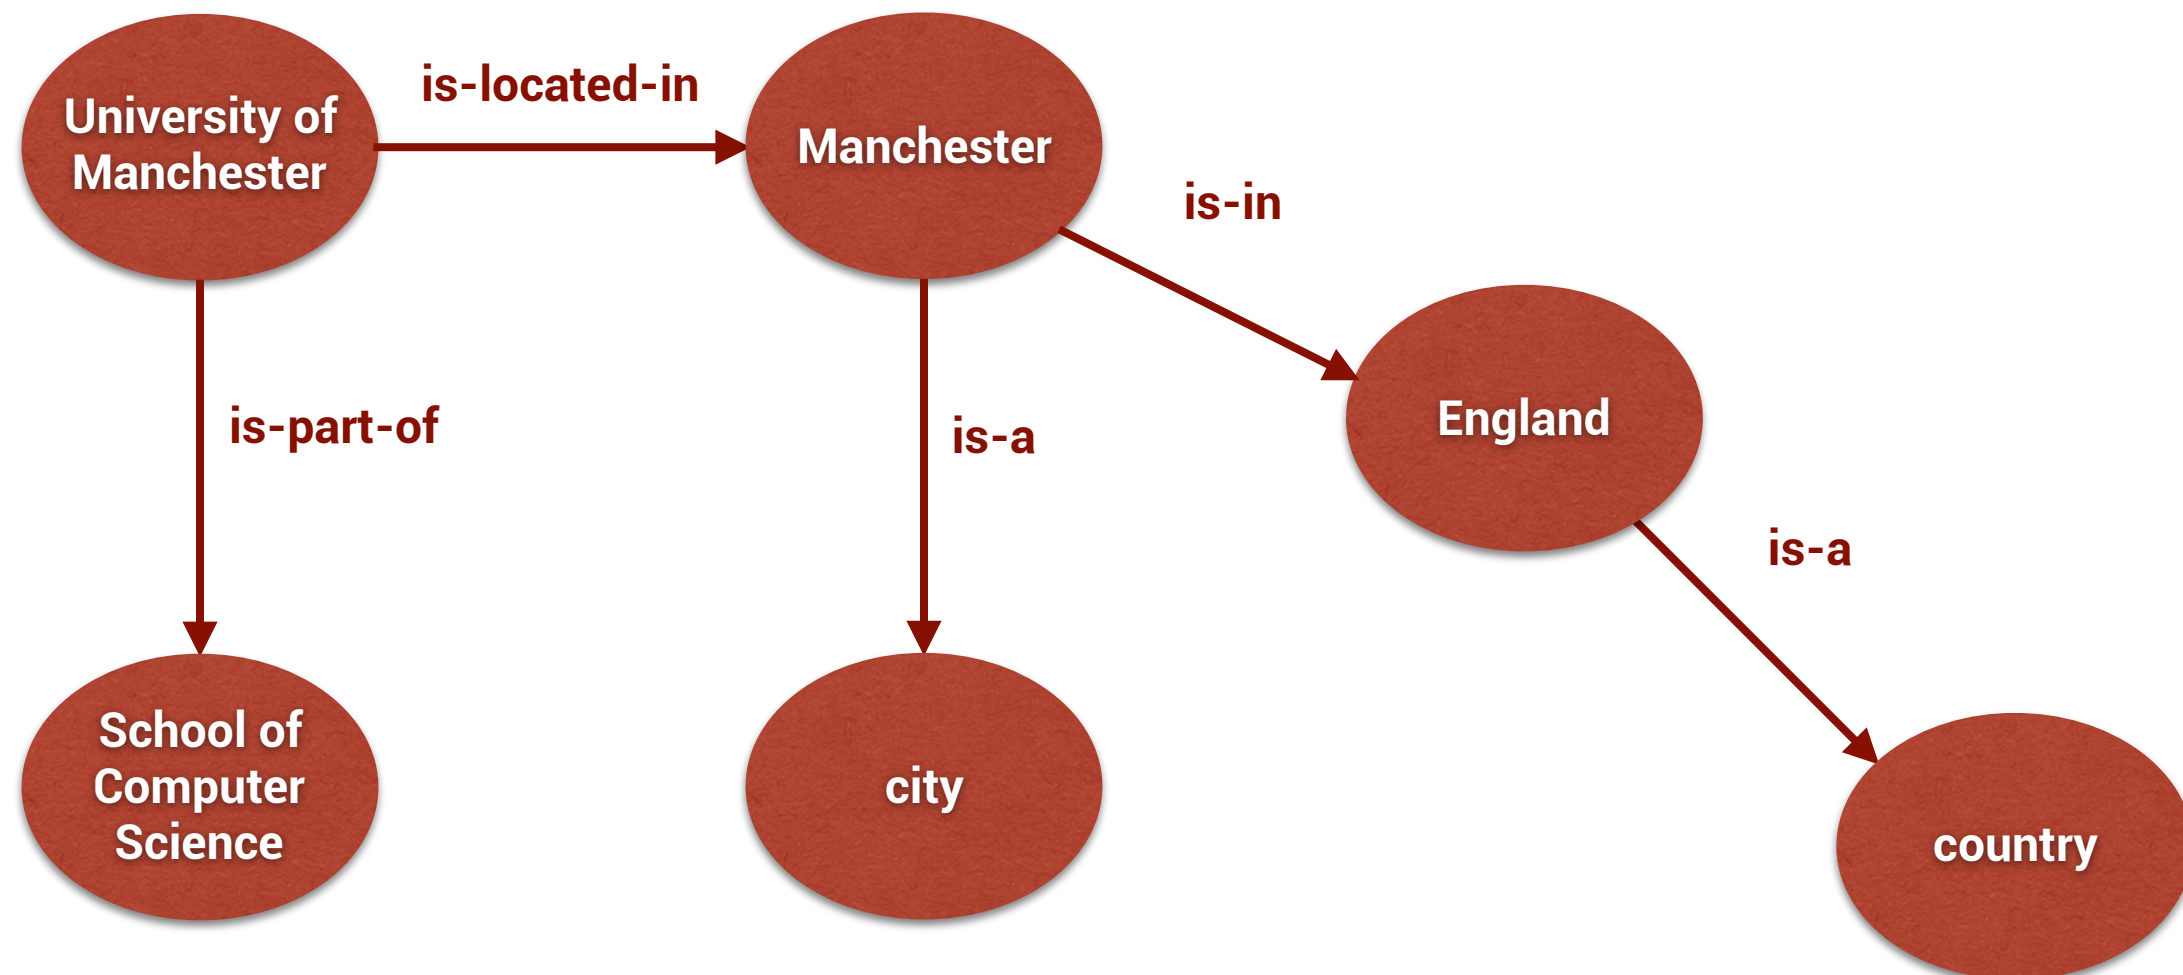 University of
Manchester
is-located-in
Manchester
is-in
England
is-part-of
is-a
is-a
School of
Computer
Science
city
country